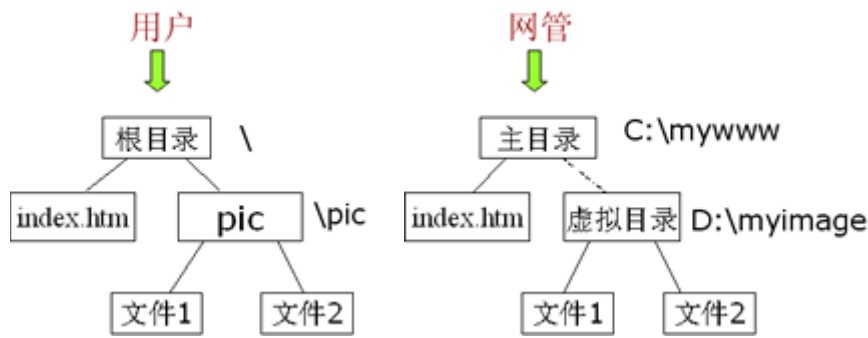 用户
网管
根目录
\
主目录
C:\mywww
index.htm
pic
\pic
index.htm
虚拟目录
D:\myimage
文件1
文件2
文件1
文件2